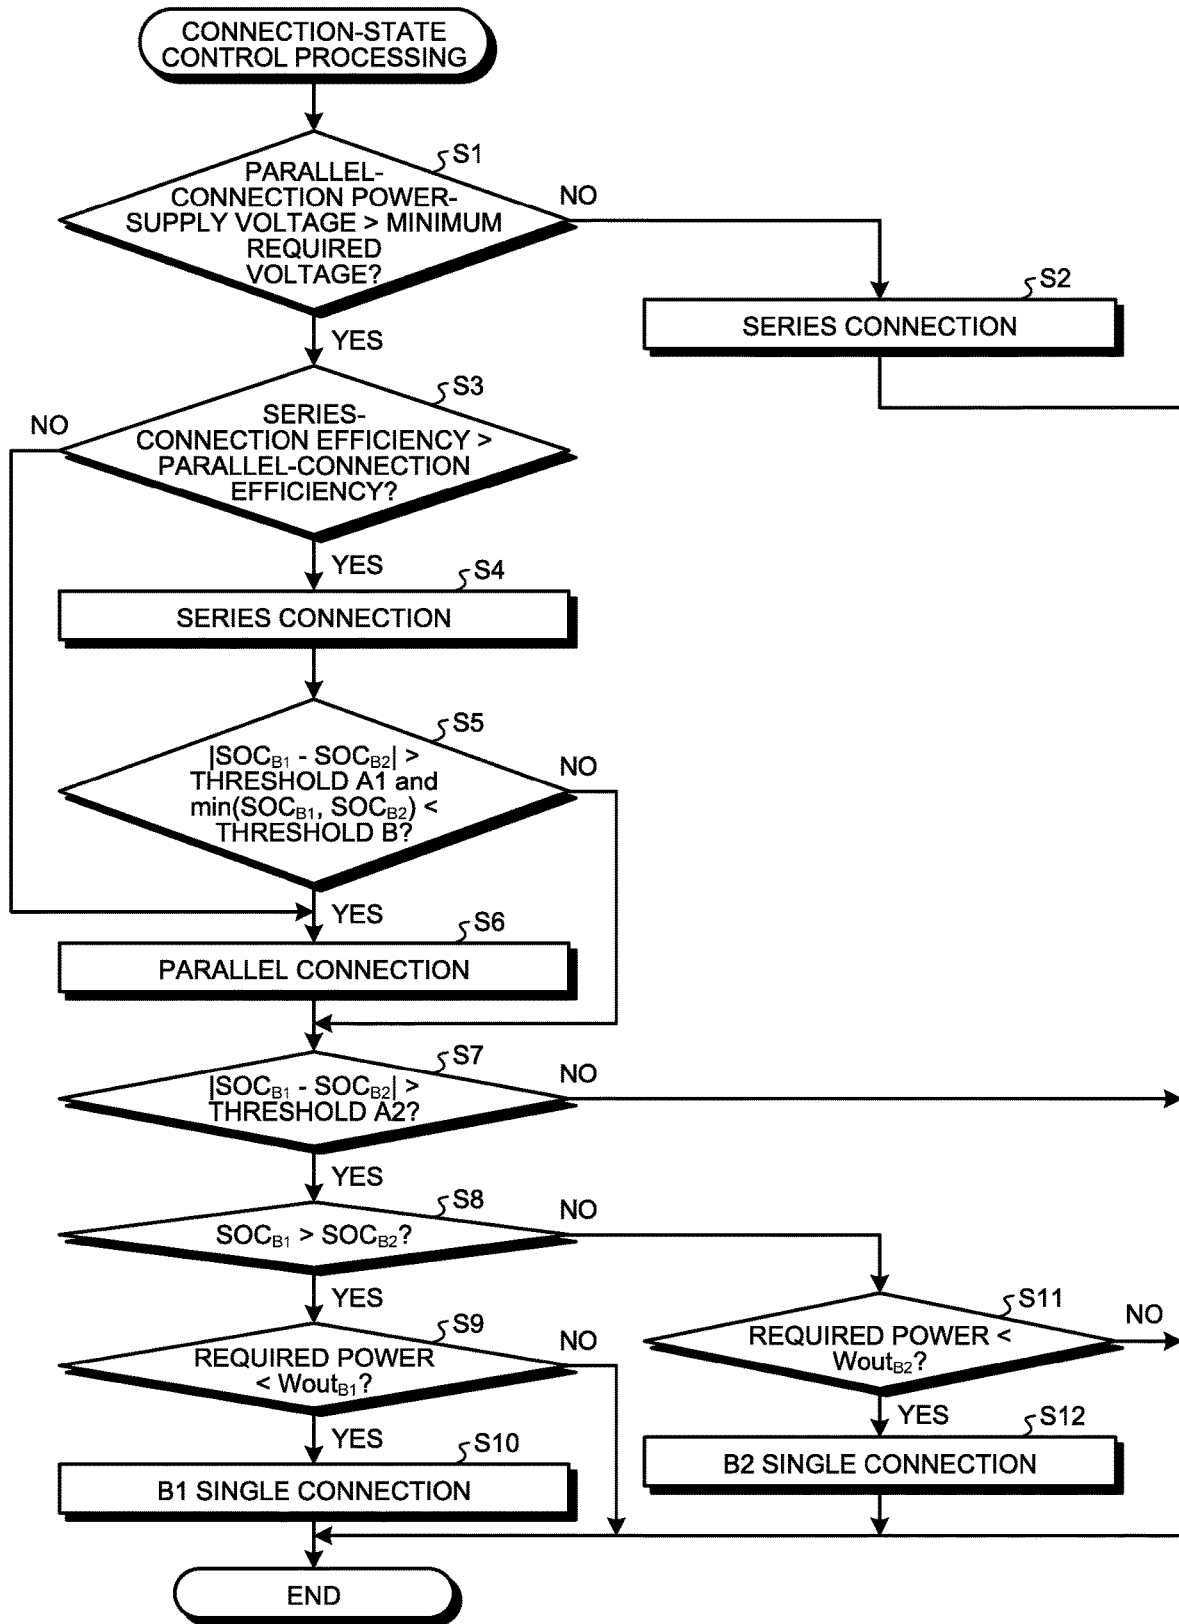 CONNECTION-STATE
CONTROL PROCESSING
S1
PARALLEL-
CONNECTION POWER-
SUPPLY VOLTAGE > MINIMUM
REQUIRED
VOLTAGE?
NO
YES
S2
SERIES CONNECTION
S3
SERIES-
CONNECTION EFFICIENCY >
PARALLEL-CONNECTION
EFFICIENCY?
NO
YES
S4
SERIES CONNECTION
S5
|SOCB1 - SOCB2| >
THRESHOLD A1 and
min(SOCB1, SOCB2) <
THRESHOLD B?
NO
YES
S6
PARALLEL CONNECTION
S7
|SOCB1 - SOCB2| >
THRESHOLD A2?
NO
YES
S8
SOCB1 > SOCB2?
NO
YES
S9
REQUIRED POWER
< WoutB1?
NO
YES
S10
B1 SINGLE CONNECTION
S11
REQUIRED POWER <
WoutB2?
NO
YES
S12
B2 SINGLE CONNECTION
END